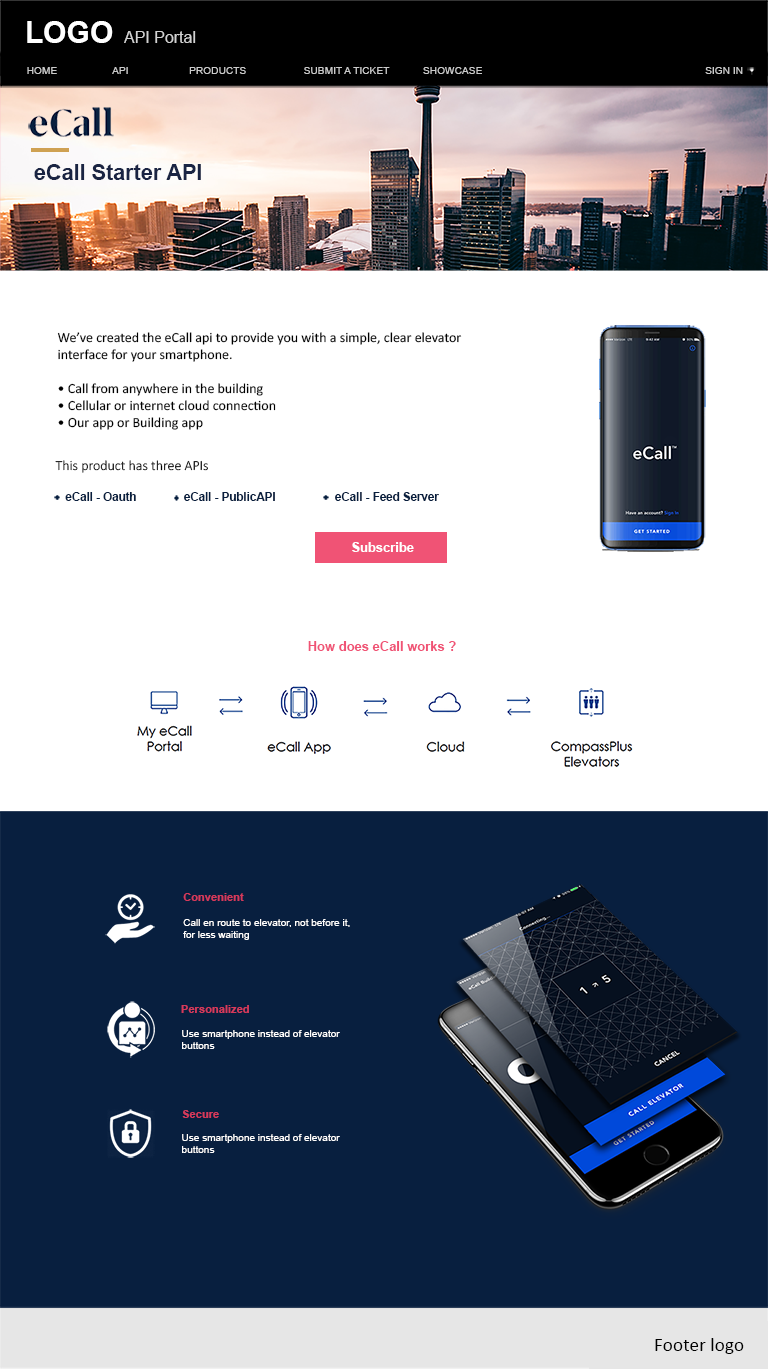 LOGO API Portal
HOME API PRODUCTS SUBMIT A TICKET SHOWCASE SIGN IN
eCall
eCall Starter API
We've created the eCall api to provide you with a simple, clear elevator
interface for your smartphone.
• Call from anywhere in the building
• Cellular or internet cloud connection
• Our app or Building app
This product has three APIs
eCall - Oauth eCall - PublicAPI eCall - Feed Server
Subscribe
9:42 AM
eCall™
Have an account? Sign In
GET STARTED
How does eCall works ?
My eCall
Portal
eCall App
Cloud
CompassPlus
Elevators
Convenient
Call en route to elevator, not before it,
for less waiting
Personalized
Use smartphone instead of elevator
buttons
Secure
Use smartphone instead of elevator
buttons
Connecting...
1 5
CANCEL
eCall
CALL ELEVATOR
GET STARTED
Footer logo